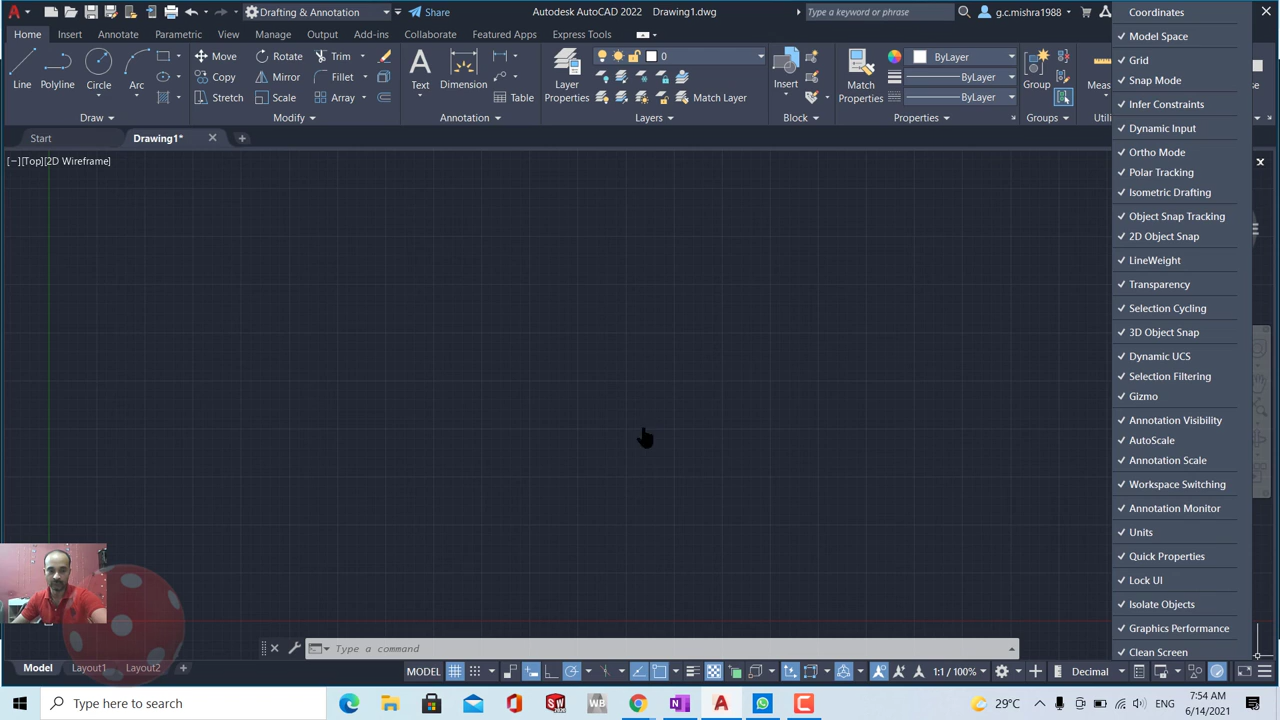 Drafting & Annotation
Share
Autodesk AutoCAD 2022 Drawing1.dwg
Type a keyword or phrase
g.c.mishra1988
Home Insert Annotate Parametric View Manage Output Add-ins Collaborate Featured Apps Express Tools
Line
Polyline
Circle
Arc
Draw
Move
Rotate
Trim
Copy
Mirror
Fillet
Stretch
Scale
Array
Modify
Text
Dimension
Table
Annotation
Layer
Properties
0
Match Layer
Layers
Insert
Block
Match
Properties
ByLayer
ByLayer
ByLayer
Properties
Group
Groups
Meas
Utili
Start
Drawing1*
[−][Top][2D Wireframe]
Coordinates
Model Space
Grid
Snap Mode
Infer Constraints
Dynamic Input
Ortho Mode
Polar Tracking
Isometric Drafting
Object Snap Tracking
2D Object Snap
LineWeight
Transparency
Selection Cycling
3D Object Snap
Dynamic UCS
Selection Filtering
Gizmo
Annotation Visibility
AutoScale
Annotation Scale
Workspace Switching
Annotation Monitor
Units
Quick Properties
Lock UI
Isolate Objects
Graphics Performance
Clean Screen
Type a command
Model Layout1 Layout2
MODEL
1:1 / 100%
Decimal
Type here to search
29°C
ENG
7:54 AM
6/14/2021